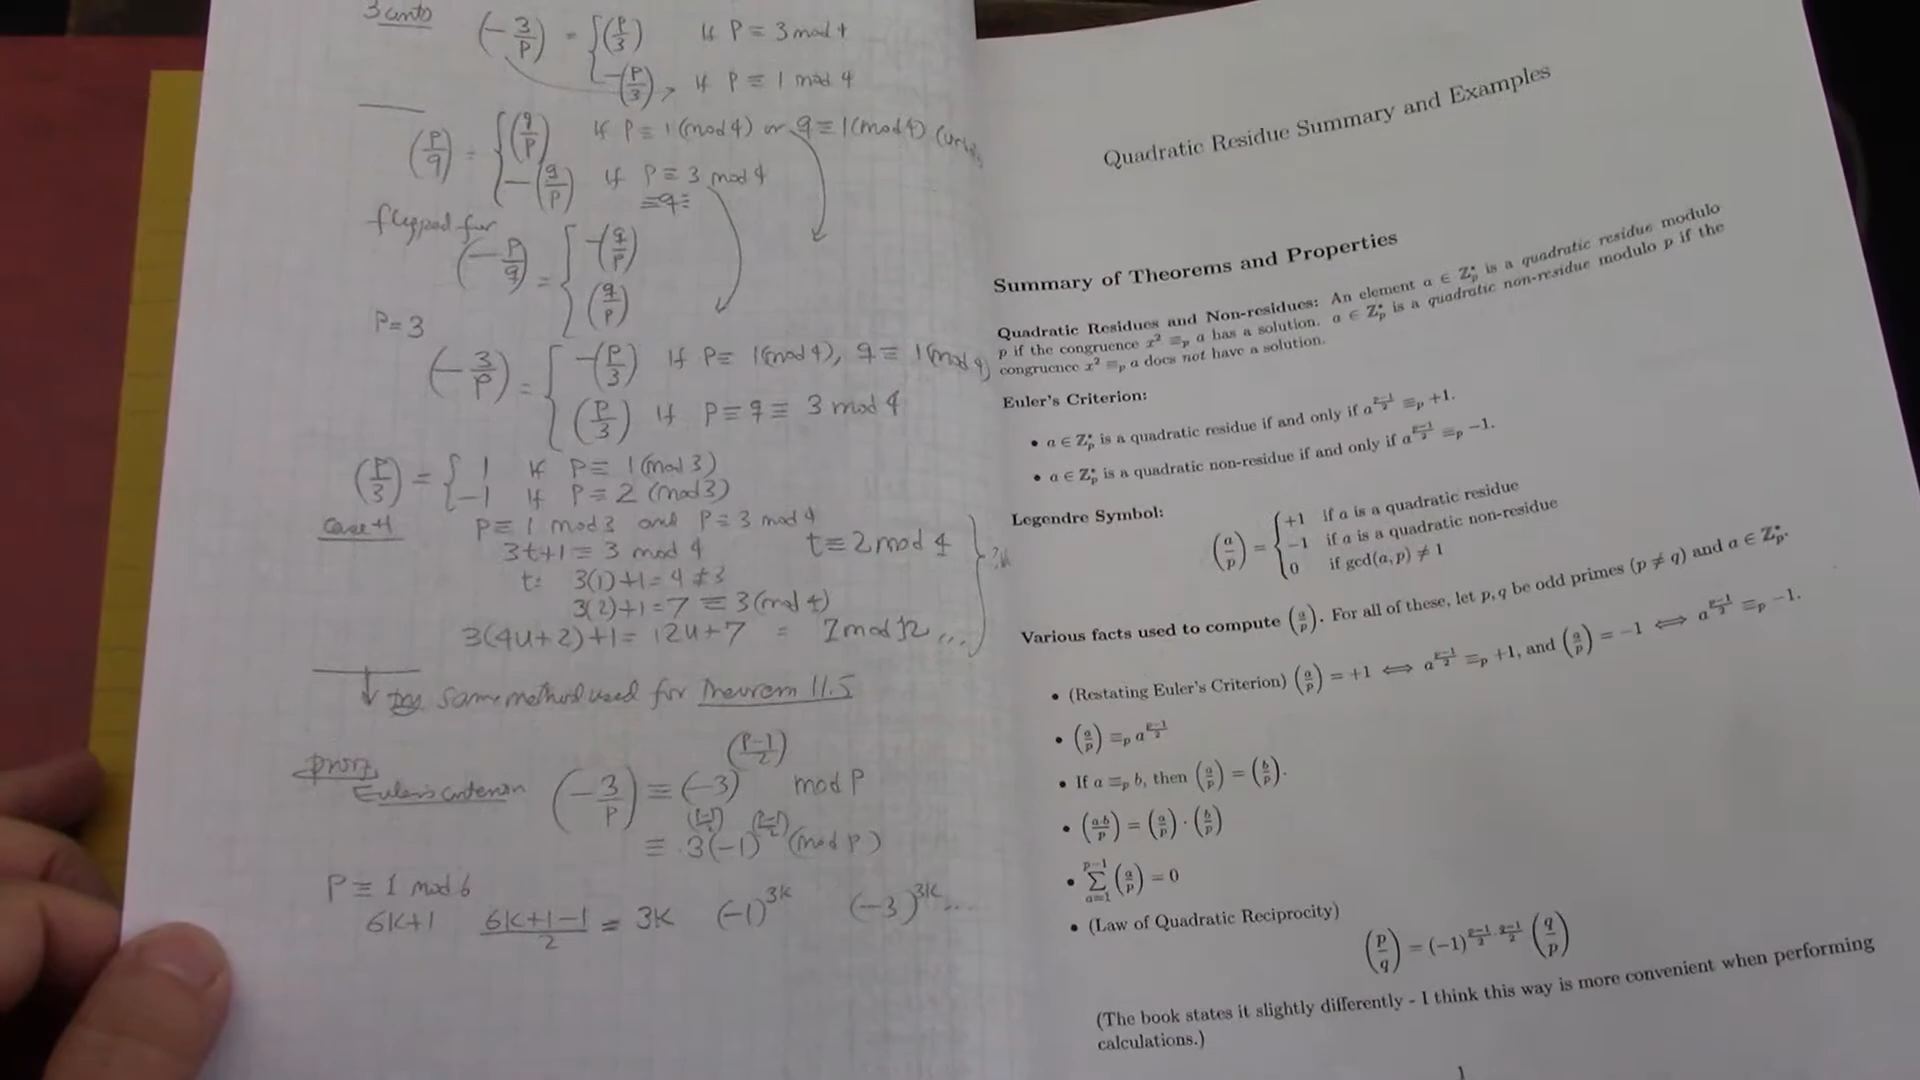 (-3/p) = { (p/3) If P ≡ 3 mod 4
-(p/3), If P ≡ 1 mod 4
(p/q) = { (q/p) If P ≡ 1 (mod 4) or q ≡ 1 (mod 4)
-(q/p) If P ≡ 3 mod 4
≡q≡
(-p/q) = { -(q/p)
(q/p)
P=3
(-3/p) = { -(p/3) If P ≡ 1 (mod 4), q ≡ 1 (mod 4)
(p/3) If P ≡ q ≡ 3 mod 4
(p/3) = { 1 If P ≡ 1 (mod 3)
-1 If P ≡ 2 (mod 3)
P ≡ 1 mod 3 and P ≡ 3 mod 4
3t+1 ≡ 3 mod 4 t ≡ 2 mod 4
t= 3(1)+1=4 ≢ 3
3(2)+1=7 ≡ 3(mod 4)
3(4u+2)+1= 12u+7 = 7 mod 12 ...
Try same method used for Theorem 11.5
Euler's criterion (-3/p) ≡ (-3)^((p-1)/2) mod P
≡ 3^((p-1)/2)(-1)^((p-1)/2) (mod p)
P ≡ 1 mod 6
6k+1 (6k+1-1)/2 = 3k (-1)^3k (-3)^3k...
Quadratic Residue Summary and Examples
Summary of Theorems and Properties
Quadratic Residues and Non-residues: An element a ∈ Z*p is a quadratic residue modulo
p if the congruence x² ≡p a has a solution. a ∈ Z*p is a quadratic non-residue modulo p if the
congruence x² ≡p a does not have a solution.
Euler's Criterion:
• a ∈ Z*p is a quadratic residue if and only if a^((p-1)/2) ≡p +1.
• a ∈ Z*p is a quadratic non-residue if and only if a^((p-1)/2) ≡p -1.
Legendre Symbol:
(a/p) = { +1 if a is a quadratic residue
-1 if a is a quadratic non-residue
0 if gcd(a, p) ≠ 1
Various facts used to compute (a/p). For all of these, let p, q be odd primes (p ≠ q) and a ∈ Z*p.
• (Restating Euler's Criterion) (a/p) = +1 ⟺ a^((p-1)/2) ≡p +1, and (a/p) = -1 ⟺ a^((p-1)/2) ≡p -1.
• (a/p) ≡p a^((p-1)/2)
• If a ≡p b, then (a/p) = (b/p).
• (a·b/p) = (a/p) · (b/p)
• Σ_{a=1}^{p-1} (a/p) = 0
• (Law of Quadratic Reciprocity)
(p/q) = (-1)^((p-1)/2 · (q-1)/2) (q/p)
(The book states it slightly differently - I think this way is more convenient when performing
calculations.)
1